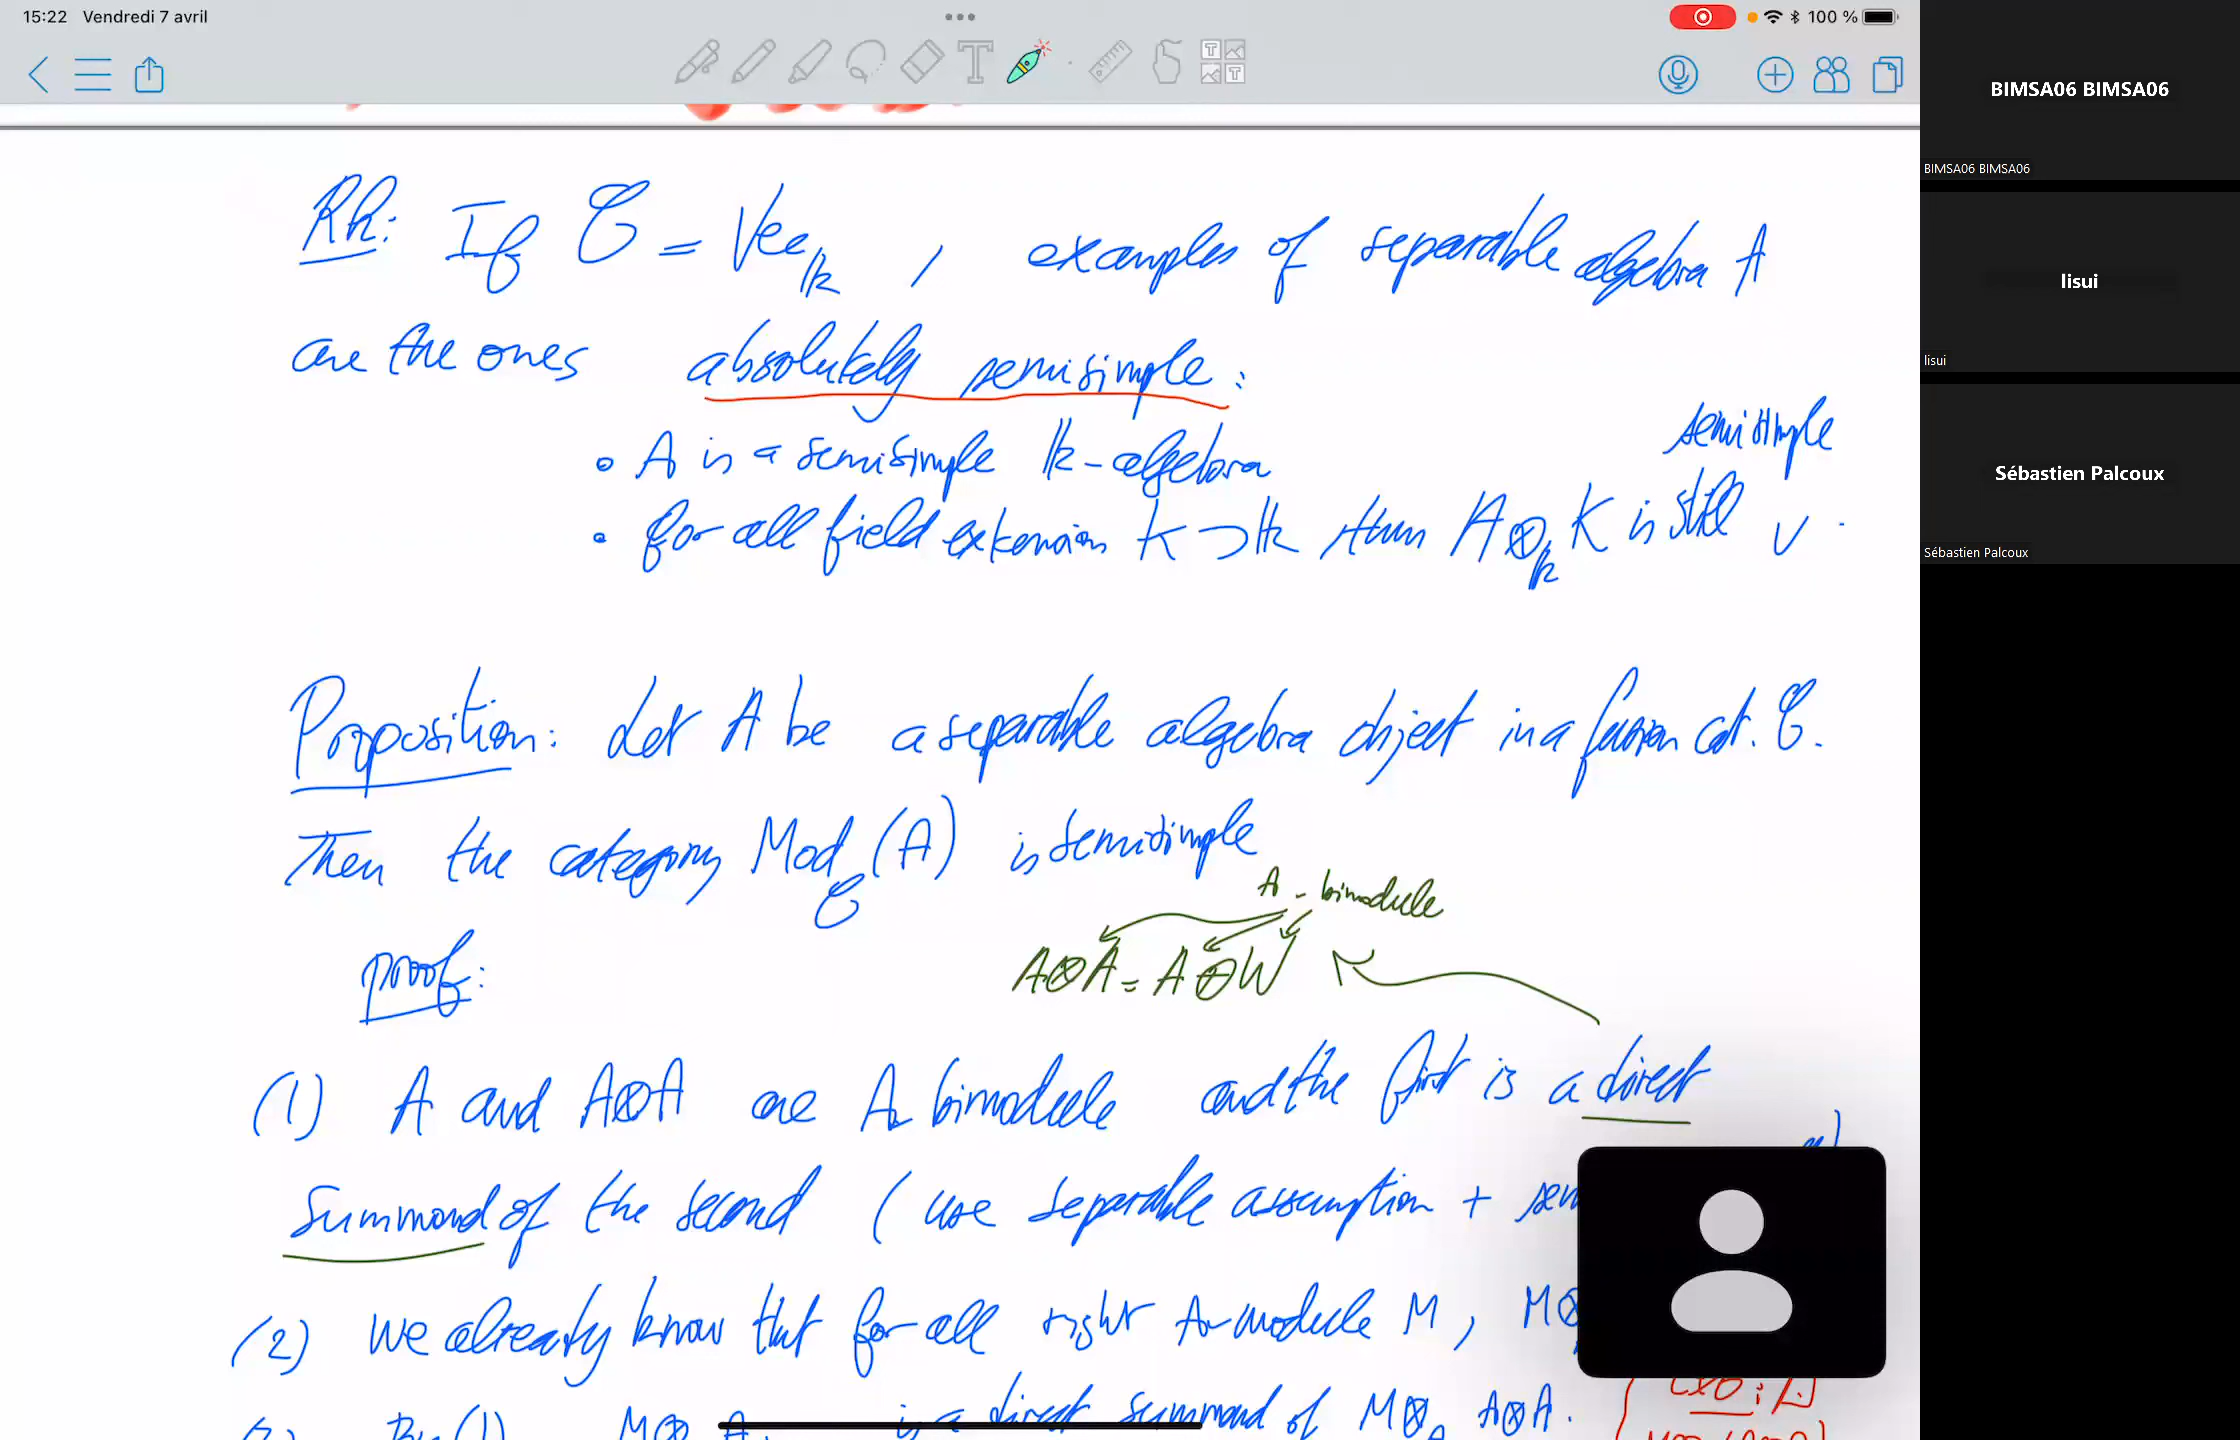 15:22 Vendredi 7 avril
100 %
Rk: If 𝒞 = Vec_𝕜 , examples of separable algebra A
are the ones absolutely semisimple:
• A is a semisimple 𝕜-algebra
semisimple
• for all field extension K ⊃ 𝕜 then A⊗_𝕜 K is still ∨ .
Proposition: Let A be a separable algebra object in a fusion cat. 𝒞.
Then the category Mod_𝒞(A) is semisimple
A - bimodule
proof:
A⊗A = A⊕W
(1) A and A⊗A are A-bimodule and the first is a direct
Summand of the second ( use separable assumption + sem
(2) We already know that for all right A-module M, M⊗
By (1) M⊗ A is a direct summand of M⊗_A A⊗A.
BIMSA06 BIMSA06
BIMSA06 BIMSA06
lisui
lisui
Sébastien Palcoux
Sébastien Palcoux